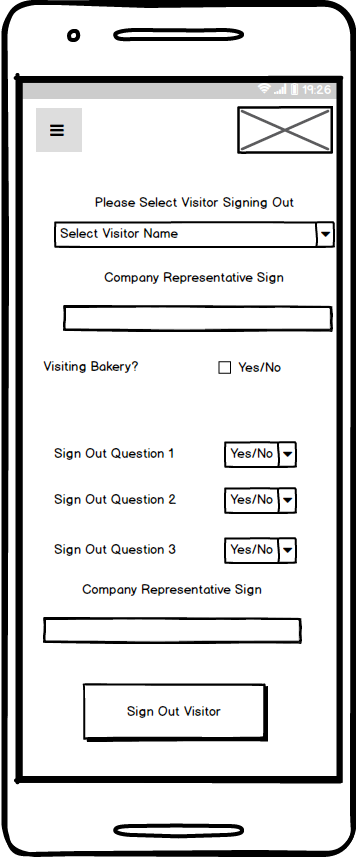 19:26
Please Select Visitor Signing Out
Select Visitor Name
Company Representative Sign
Visiting Bakery? Yes/No
Sign Out Question 1 Yes/No
Sign Out Question 2 Yes/No
Sign Out Question 3 Yes/No
Company Representative Sign
Sign Out Visitor